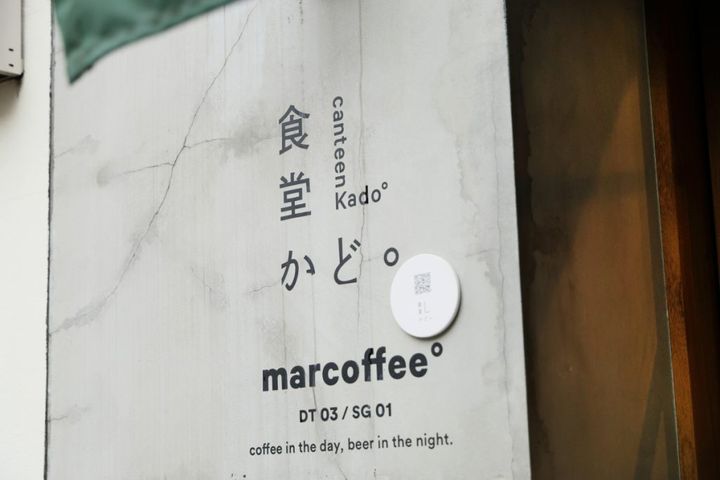 食堂
かど°
canteen
Kado°
marcoffee°
DT 03 / SG 01
coffee in the day, beer in the night.